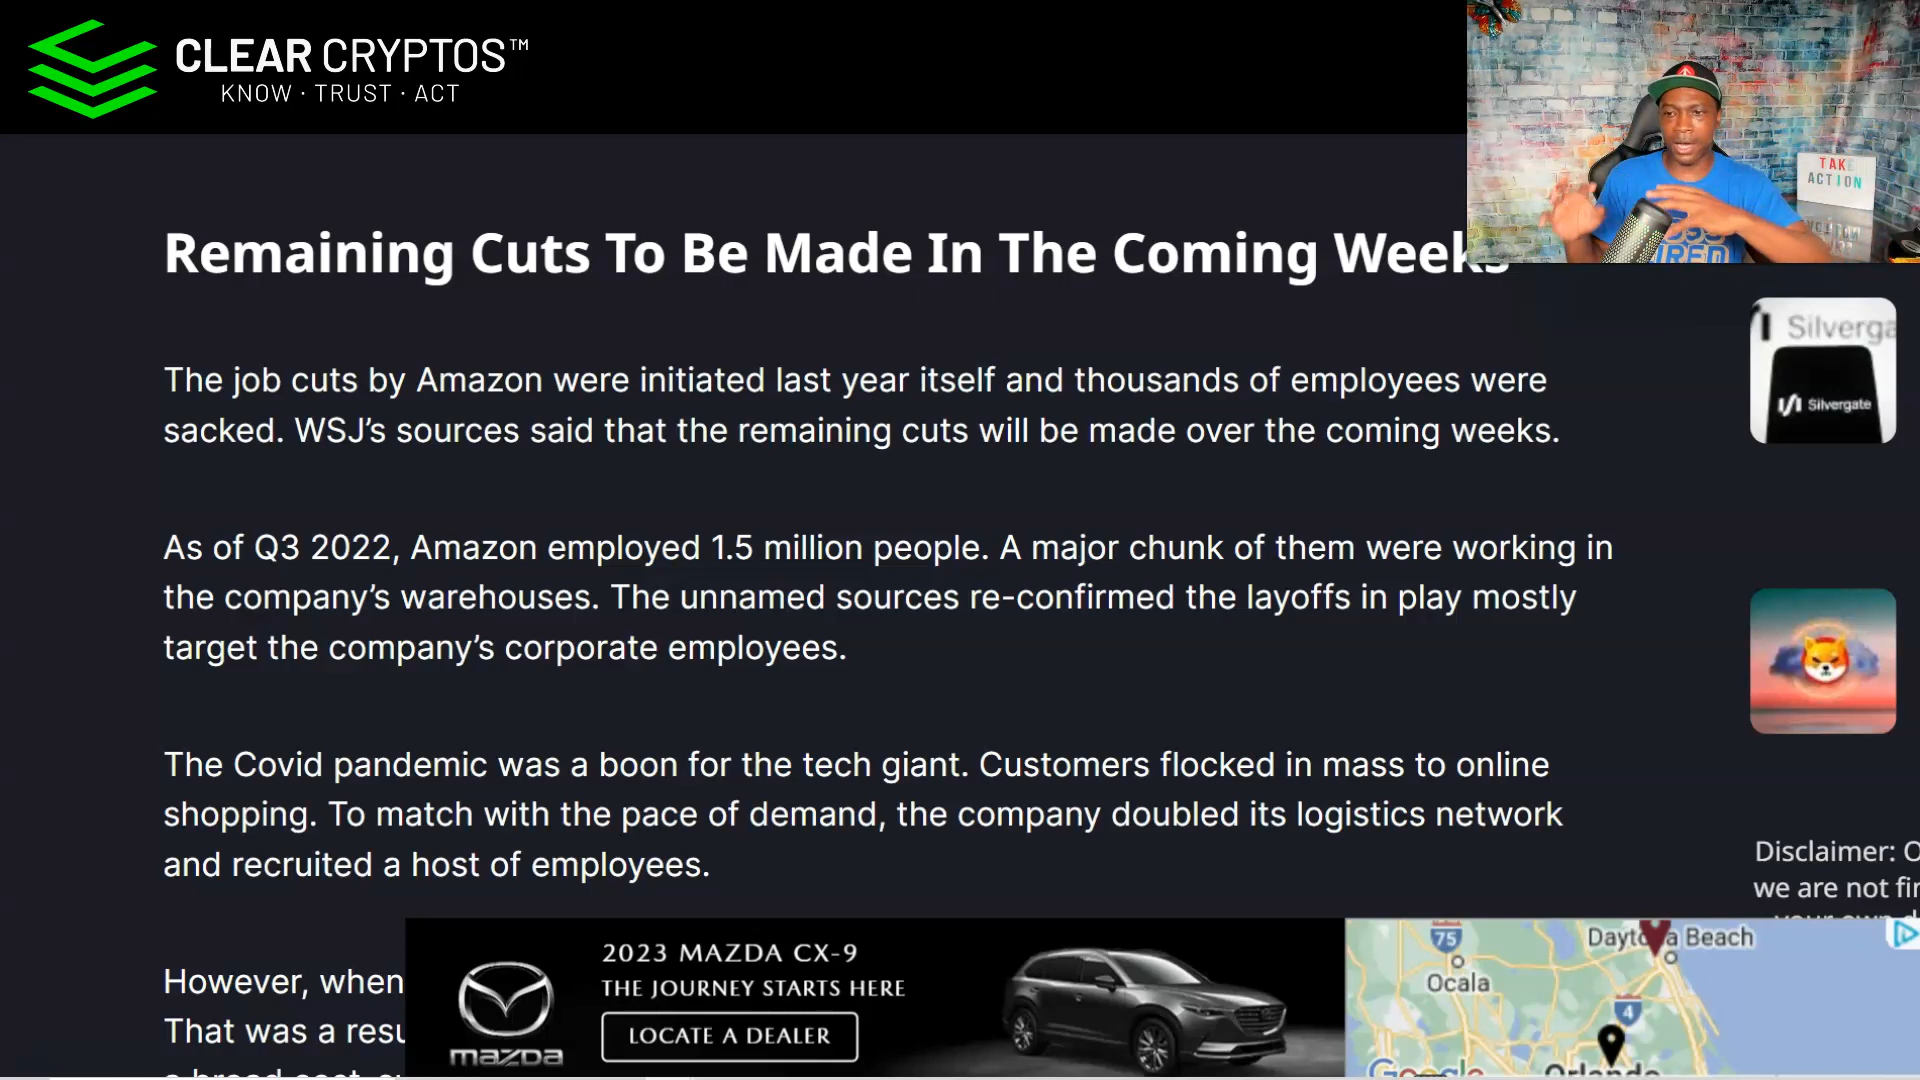 CLEAR CRYPTOS™
KNOW · TRUST · ACT
TAKE
ACTION
Remaining Cuts To Be Made In The Coming Weeks
The job cuts by Amazon were initiated last year itself and thousands of employees were
sacked. WSJ’s sources said that the remaining cuts will be made over the coming weeks.
As of Q3 2022, Amazon employed 1.5 million people. A major chunk of them were working in
the company’s warehouses. The unnamed sources re-confirmed the layoffs in play mostly
target the company’s corporate employees.
The Covid pandemic was a boon for the tech giant. Customers flocked in mass to online
shopping. To match with the pace of demand, the company doubled its logistics network
and recruited a host of employees.
However, when
That was a
Silvergate
Disclaimer:
we are not
2023 MAZDA CX-9
THE JOURNEY STARTS HERE
LOCATE A DEALER
mazda
75
Daytona Beach
Ocala
4
Google
Orlando